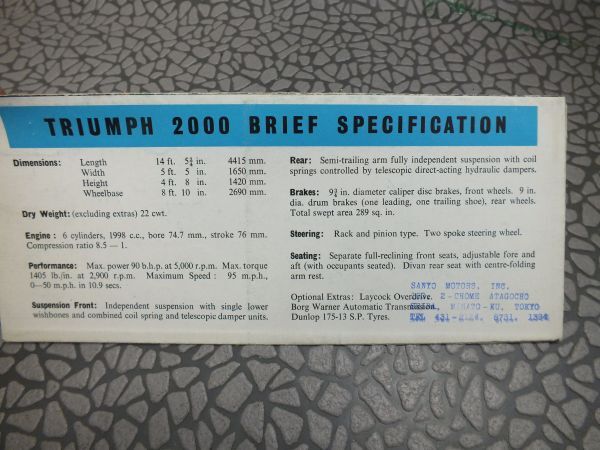 TRIUMPH 2000 BRIEF SPECIFICATION
Dimensions: Length 14 ft. 5¾ in. 4415 mm.
Width 5 ft. 5 in. 1650 mm.
Height 4 ft. 8 in. 1420 mm.
Wheelbase 8 ft. 10 in. 2690 mm.
Dry Weight: (excluding extras) 22 cwt.
Engine: 6 cylinders, 1998 c.c., bore 74.7 mm., stroke 76 mm.
Compression ratio 8.5 — 1.
Performance: Max. power 90 b.h.p. at 5,000 r.p.m. Max. torque
1405 lb./in. at 2,900 r.p.m. Maximum Speed: 95 m.p.h.,
0—50 m.p.h. in 10.9 secs.
Suspension Front: Independent suspension with single lower
wishbones and combined coil spring and telescopic damper units.
Rear: Semi-trailing arm fully independent suspension with coil
springs controlled by telescopic direct-acting hydraulic dampers.
Brakes: 9¾ in. diameter caliper disc brakes, front wheels. 9 in.
dia. drum brakes (one leading, one trailing shoe), rear wheels.
Total swept area 289 sq. in.
Steering: Rack and pinion type. Two spoke steering wheel.
Seating: Separate full-reclining front seats, adjustable fore and
aft (with occupants seated). Divan rear seat with centre-folding
arm rest.
Optional Extras: Laycock Overdrive.
Borg Warner Automatic Transmission.
Dunlop 175-13 S.P. Tyres.
SANYO MOTORS, INC.
2-CHOME ATAGOCHO
MINATO-KU, TOKYO
TEL 431-